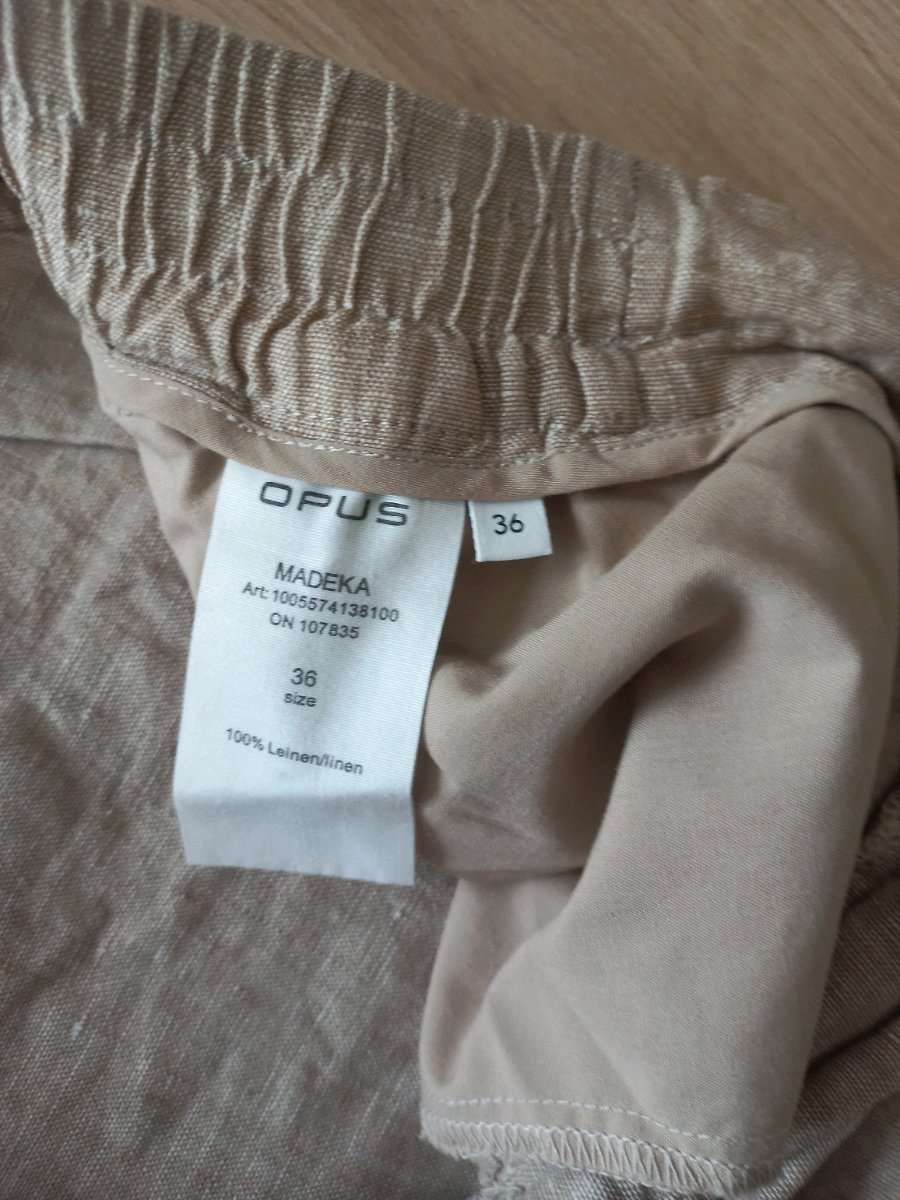 OPUS
36
MADEKA
Art: 1005574138100
ON 107835
36
size
100% Leinen/linen